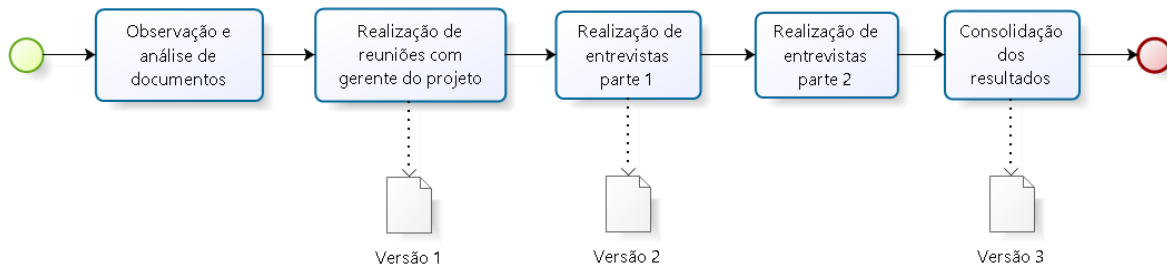 Observação e
análise de
documentos
Realização de
reuniões com
gerente do projeto
Realização de
entrevistas
parte 1
Realização de
entrevistas
parte 2
Consolidação
dos
resultados
Versão 1
Versão 2
Versão 3